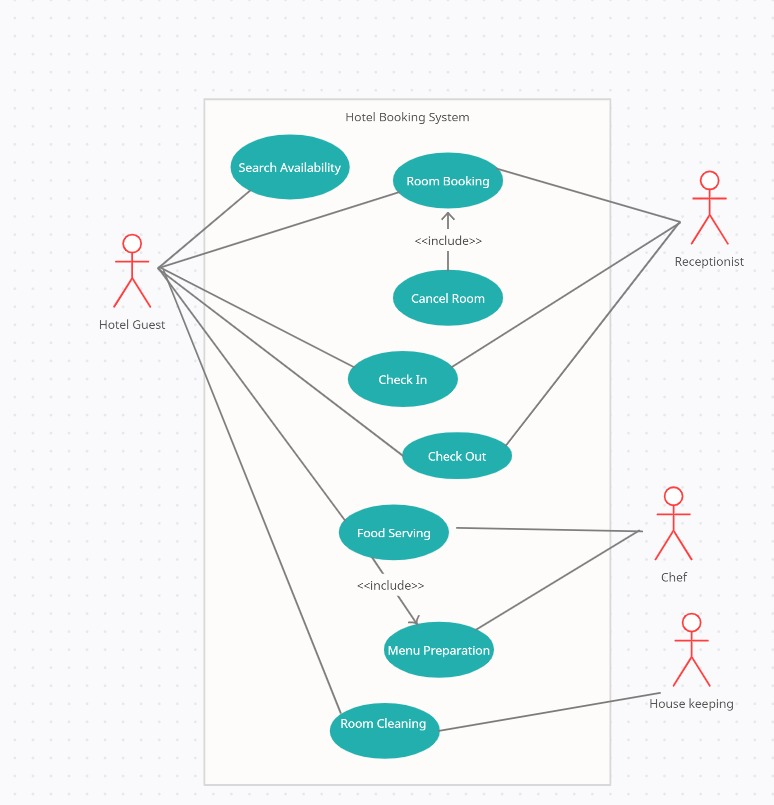 Hotel Booking System
Search Availability
Room Booking
<<include>>
Receptionist
Cancel Room
Hotel Guest
Check In
Check Out
Food Serving
Chef
<<include>>
Menu Preparation
House keeping
Room Cleaning